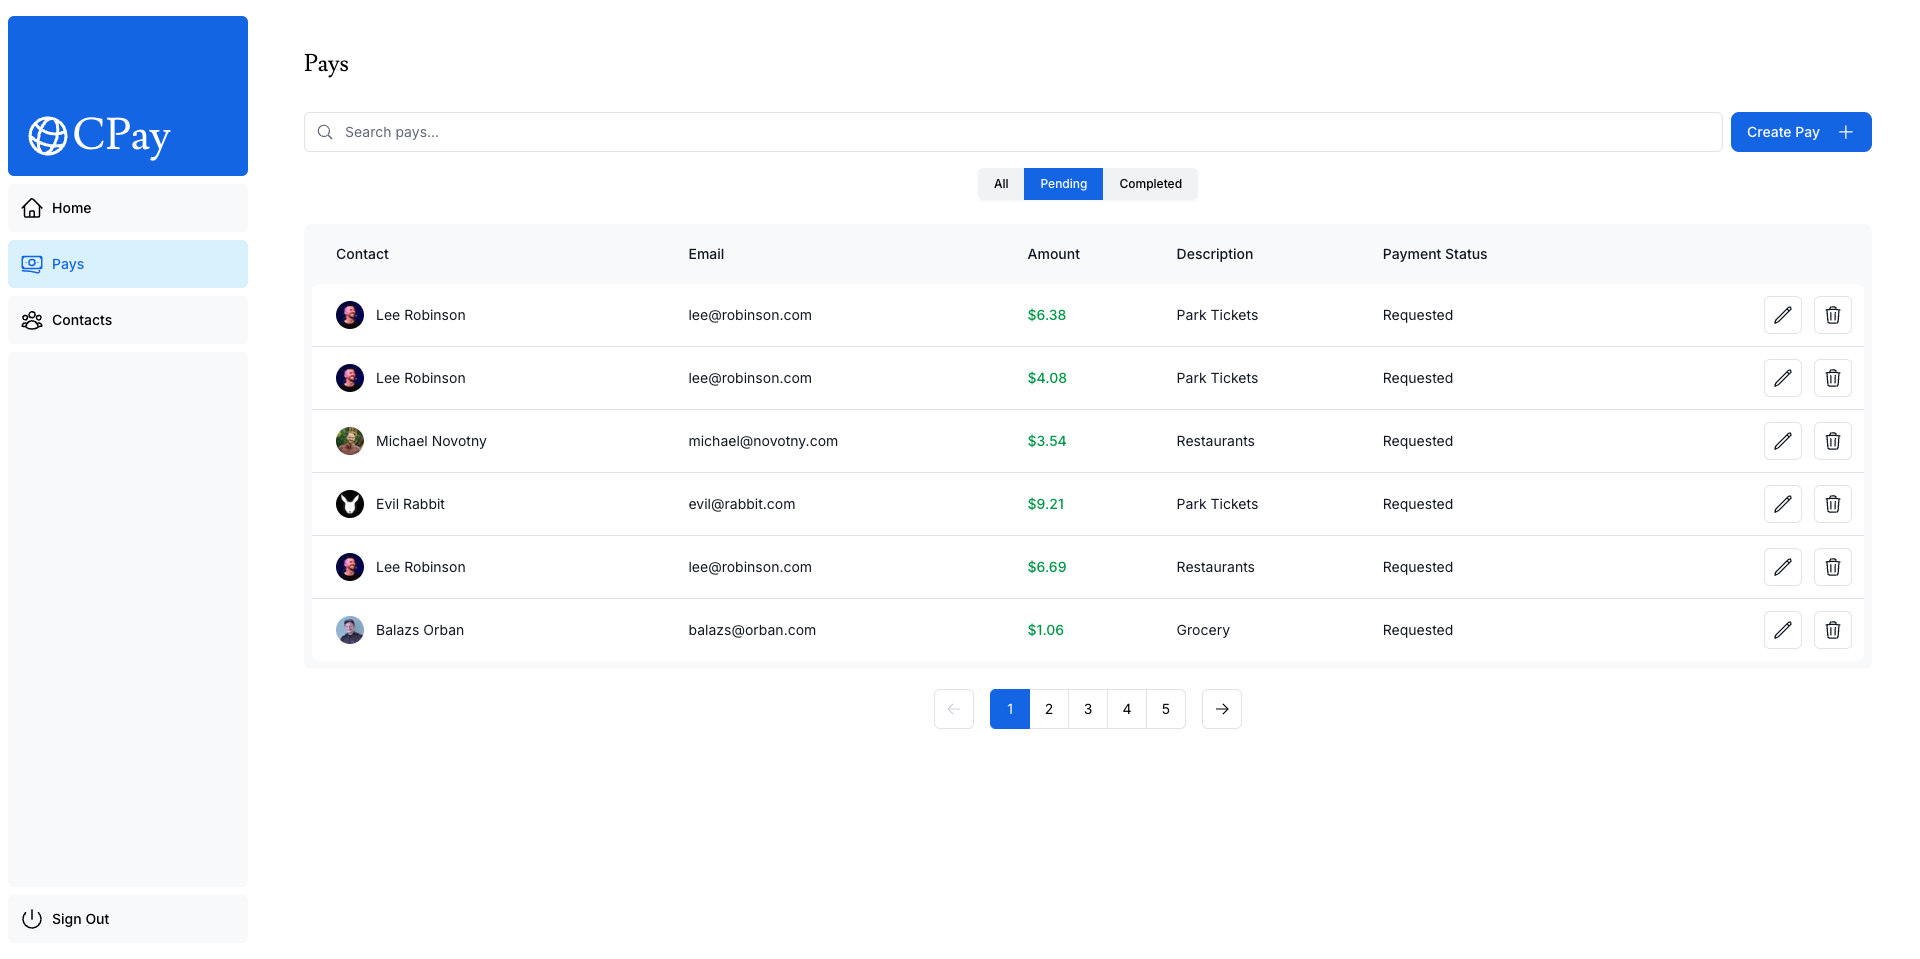 CPay
Home
Pays
Contacts
Sign Out
Pays
Search pays...
Create Pay
All Pending Completed
Contact Email Amount Description Payment Status
Lee Robinson lee@robinson.com $6.38 Park Tickets Requested
Lee Robinson lee@robinson.com $4.08 Park Tickets Requested
Michael Novotny michael@novotny.com $3.54 Restaurants Requested
Evil Rabbit evil@rabbit.com $9.21 Park Tickets Requested
Lee Robinson lee@robinson.com $6.69 Restaurants Requested
Balazs Orban balazs@orban.com $1.06 Grocery Requested
1 2 3 4 5